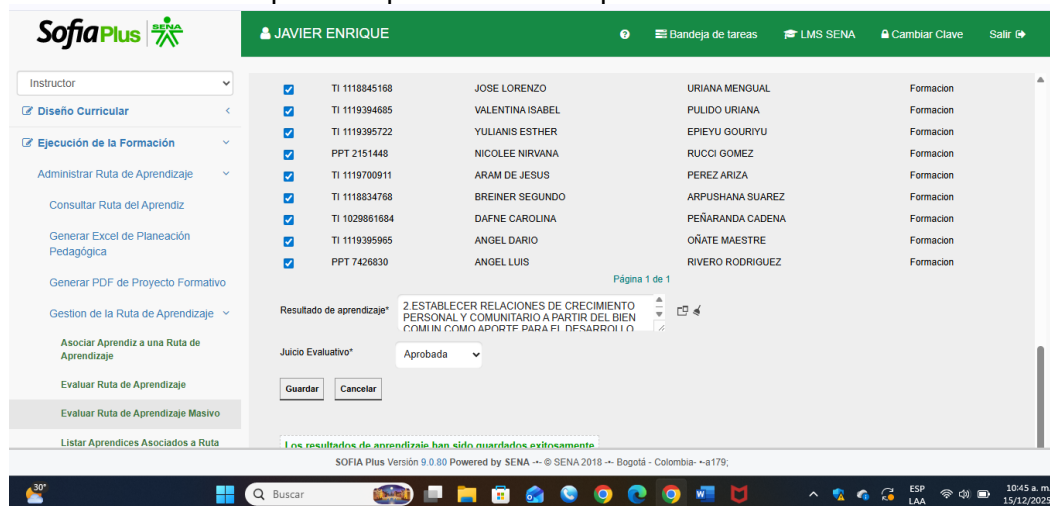 SofiaPlus SENA
JAVIER ENRIQUE
Bandeja de tareas LMS SENA Cambiar Clave Salir
Instructor
Diseño Curricular
Ejecución de la Formación
Administrar Ruta de Aprendizaje
Consultar Ruta del Aprendiz
Generar Excel de Planeación
Pedagógica
Generar PDF de Proyecto Formativo
Gestion de la Ruta de Aprendizaje
Asociar Aprendiz a una Ruta de
Aprendizaje
Evaluar Ruta de Aprendizaje
Evaluar Ruta de Aprendizaje Masivo
Listar Aprendices Asociados a Ruta
TI 1118845168 JOSE LORENZO URIANA MENGUAL Formacion
TI 1119394685 VALENTINA ISABEL PULIDO URIANA Formacion
TI 1119395722 YULIANIS ESTHER EPIEYU GOURIYU Formacion
PPT 2151448 NICOLEE NIRVANA RUCCI GOMEZ Formacion
TI 1119700911 ARAM DE JESUS PEREZ ARIZA Formacion
TI 1118834768 BREINER SEGUNDO ARPUSHANA SUAREZ Formacion
TI 1029861684 DAFNE CAROLINA PEÑARANDA CADENA Formacion
TI 1119395965 ANGEL DARIO OÑATE MAESTRE Formacion
PPT 7426830 ANGEL LUIS RIVERO RODRIGUEZ Formacion
Página 1 de 1
Resultado de aprendizaje* 2 ESTABLECER RELACIONES DE CRECIMIENTO
PERSONAL Y COMUNITARIO A PARTIR DEL BIEN
COMUN COMO APORTE PARA EL DESARROLLO
Juicio Evaluativo* Aprobada
Guardar Cancelar
Los resultados de aprendizaje han sido guardados exitosamente
SOFIA Plus Versión 9.0.80 Powered by SENA -•- © SENA 2018 -•- Bogotá - Colombia- •-a179;
30°
Buscar
ESP
LAA
10:45 a. m.
15/12/2025